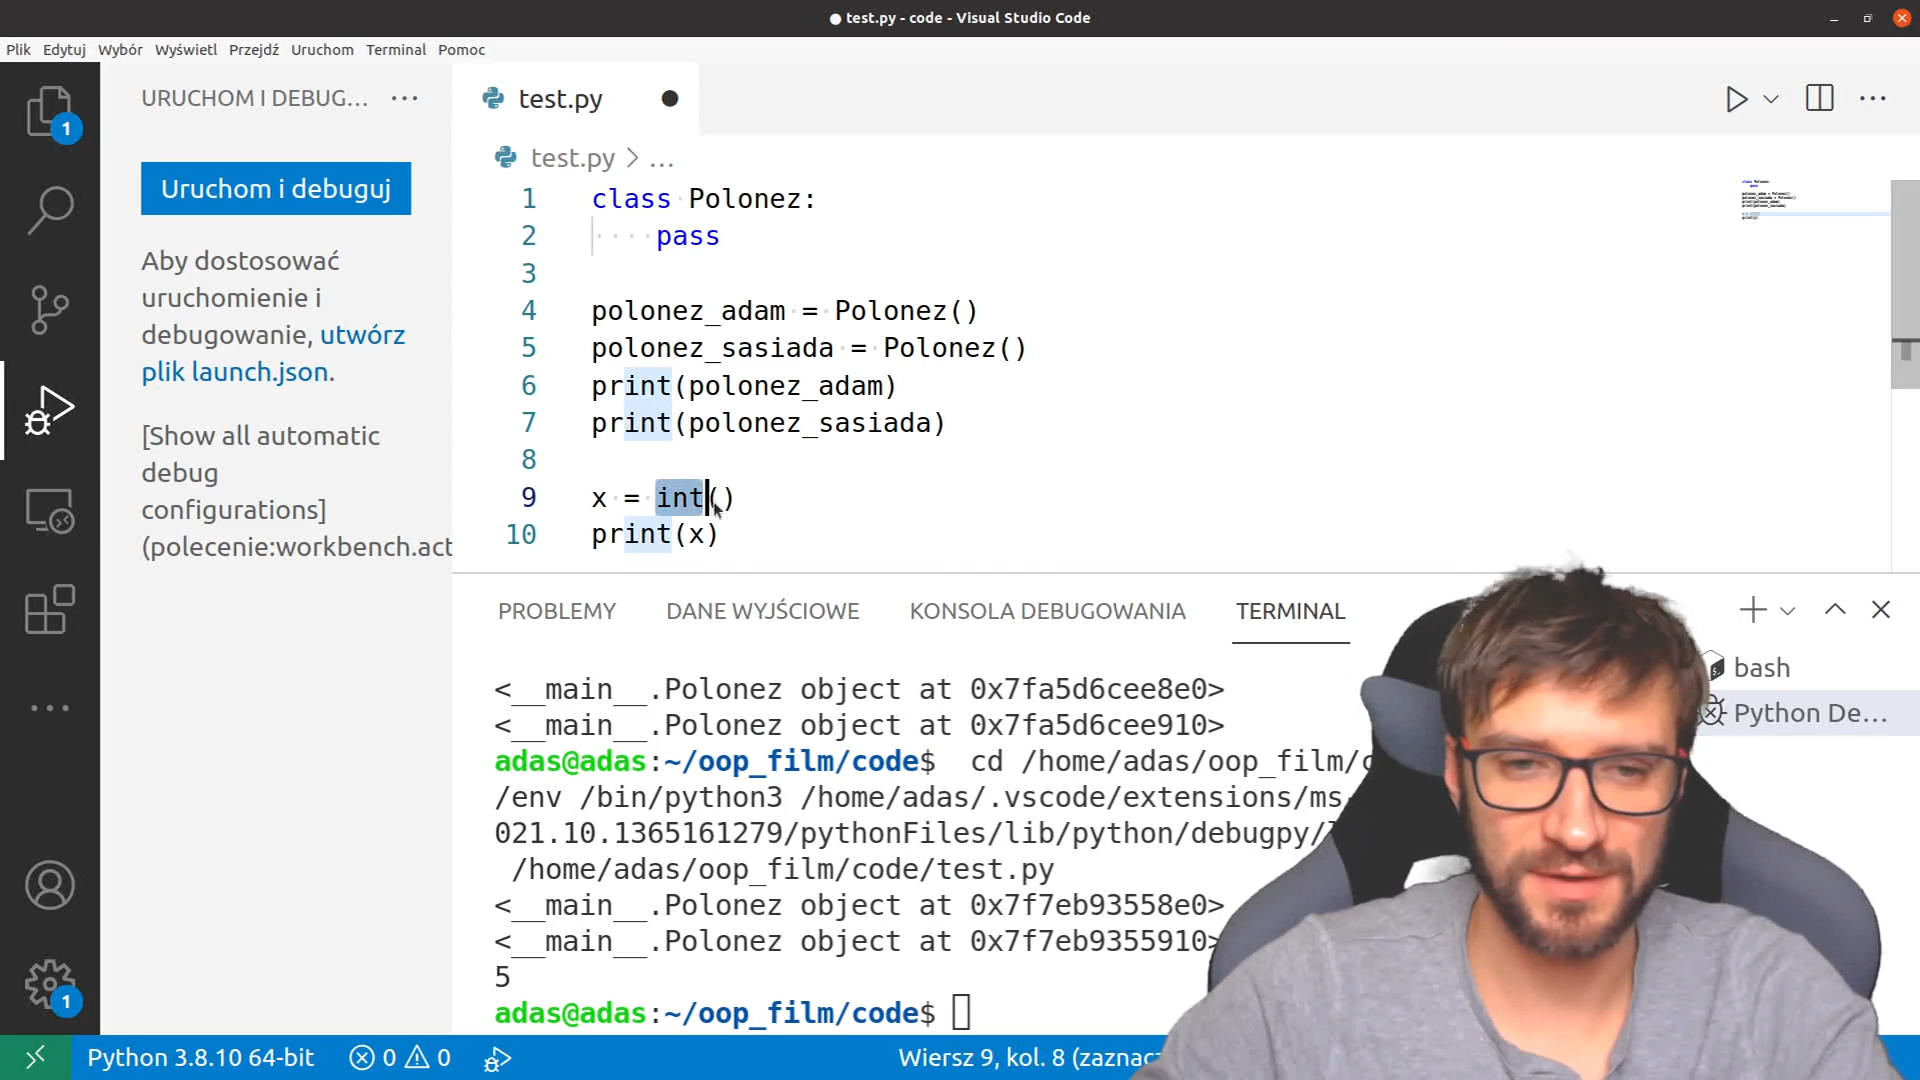 ● test.py - code - Visual Studio Code
Plik Edytuj Wybór Wyświetl Przejdź Uruchom Terminal Pomoc
URUCHOM I DEBUG... ...
Uruchom i debuguj
Aby dostosować
uruchomienie i
debugowanie, utwórz
plik launch.json.
[Show all automatic
debug
configurations]
(polecenie:workbench.act
1
1
test.py ●
test.py > ...
1 class Polonez:
2 pass
3
4 polonez_adam = Polonez()
5 polonez_sasiada = Polonez()
6 print(polonez_adam)
7 print(polonez_sasiada)
8
9 x = int()
10 print(x)
PROBLEMY DANE WYJŚCIOWE KONSOLA DEBUGOWANIA TERMINAL
bash
Python De...
<__main__.Polonez object at 0x7fa5d6cee8e0>
<__main__.Polonez object at 0x7fa5d6cee910>
adas@adas:~/oop_film/code$ cd /home/adas/oop_film/c
/env /bin/python3 /home/adas/.vscode/extensions/ms-
021.10.1365161279/pythonFiles/lib/python/debugpy/
/home/adas/oop_film/code/test.py
<__main__.Polonez object at 0x7f7eb93558e0>
<__main__.Polonez object at 0x7f7eb9355910>
5
adas@adas:~/oop_film/code$
Python 3.8.10 64-bit 0 0 Wiersz 9, kol. 8 (zaznacz